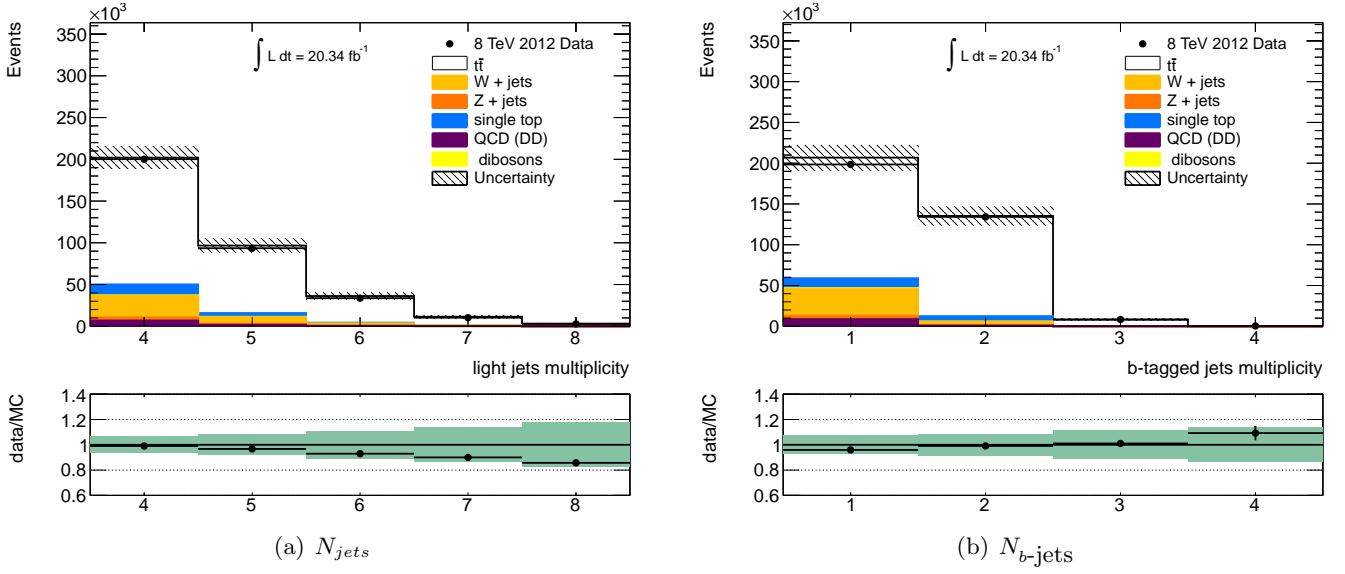 ×10³
Events
350
300
250
200
150
100
50
0
∫ L dt = 20.34 fb⁻¹
8 TeV 2012 Data
tt̄
W + jets
Z + jets
single top
QCD (DD)
dibosons
Uncertainty
4 5 6 7 8
light jets multiplicity
data/MC
1.4
1.2
1
0.8
0.6
4 5 6 7 8
(a) N_jets
×10³
Events
350
300
250
200
150
100
50
0
∫ L dt = 20.34 fb⁻¹
8 TeV 2012 Data
tt̄
W + jets
Z + jets
single top
QCD (DD)
dibosons
Uncertainty
1 2 3 4
b-tagged jets multiplicity
data/MC
1.4
1.2
1
0.8
0.6
1 2 3 4
(b) N_b-jets